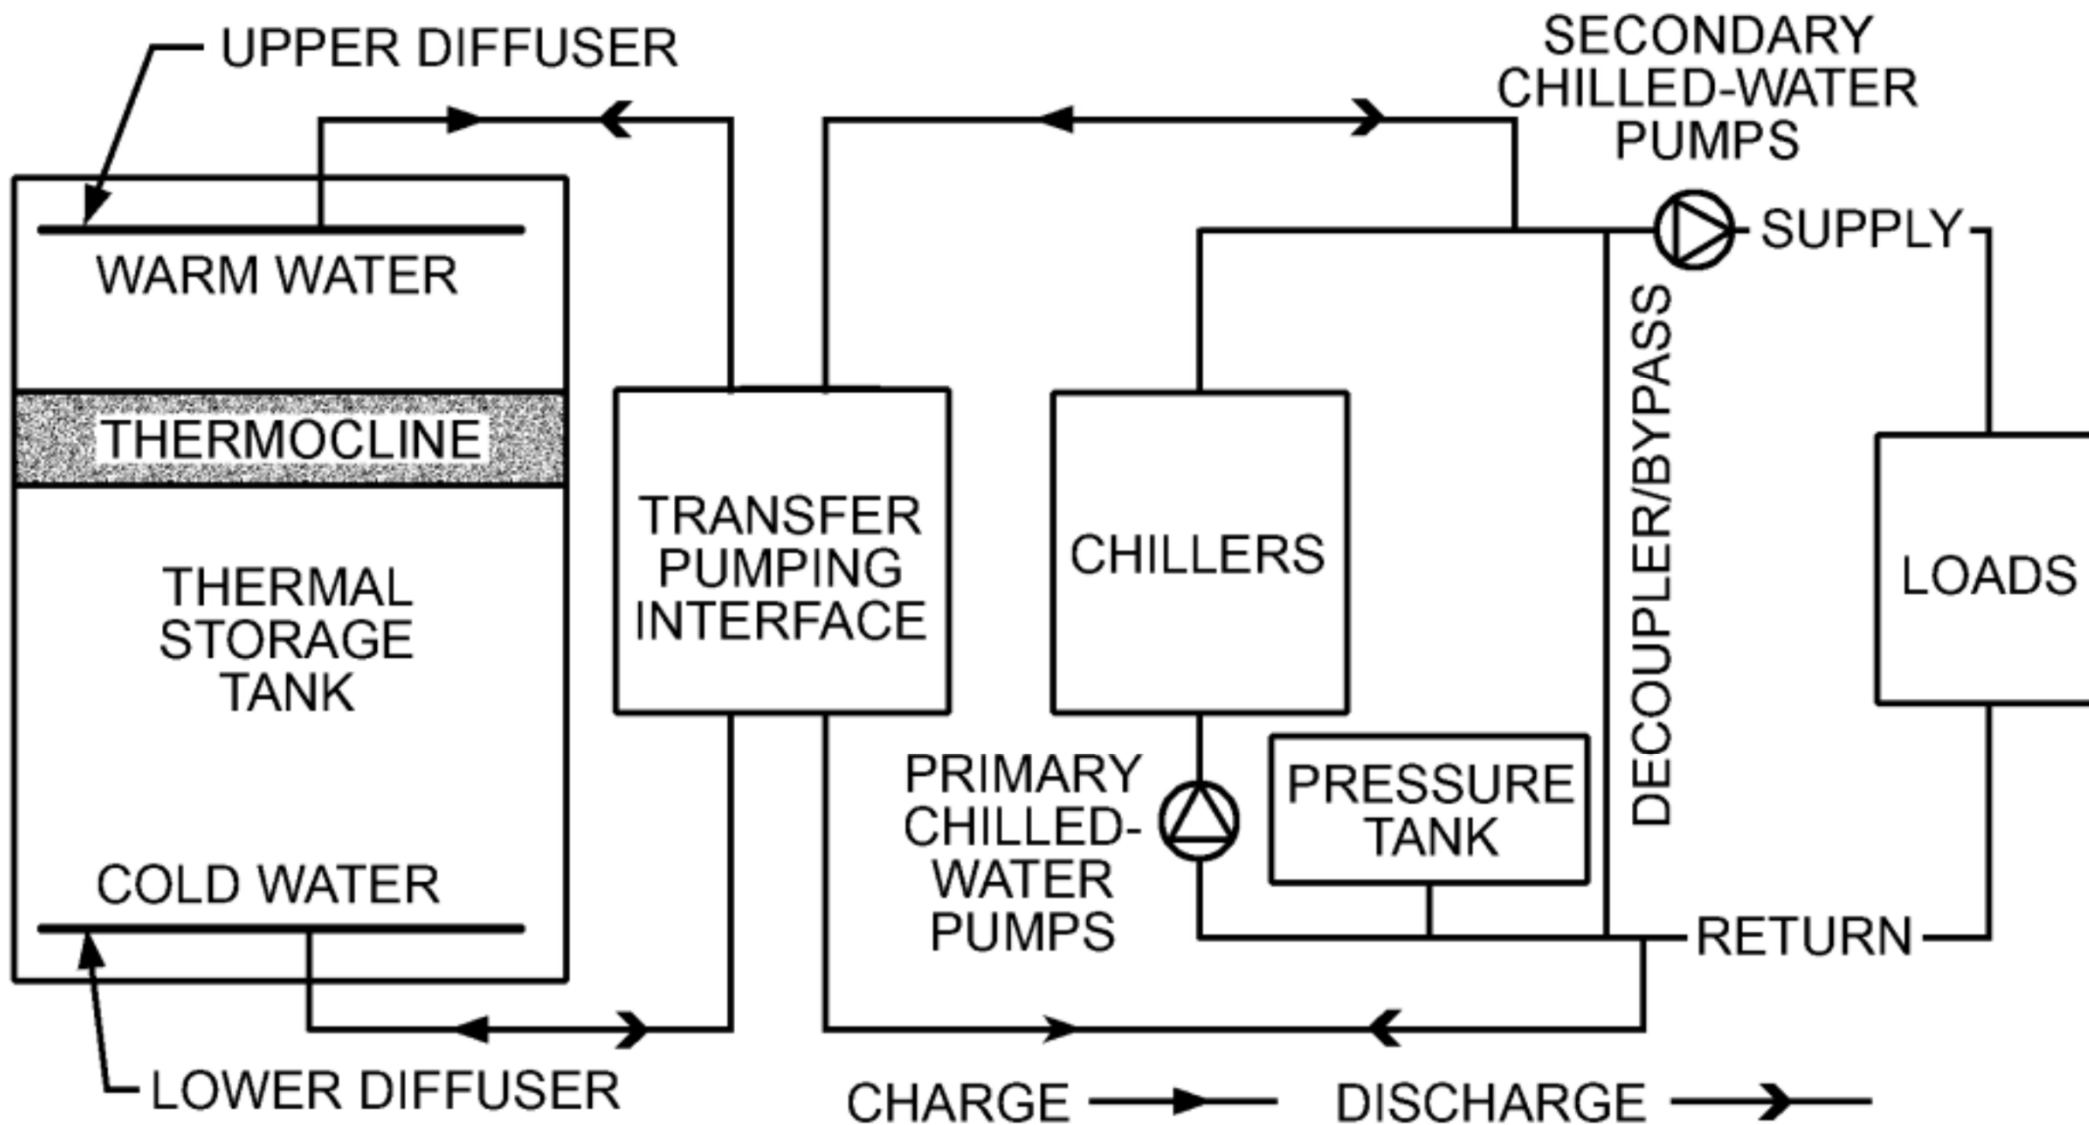 UPPER DIFFUSER
SECONDARY
CHILLED-WATER
PUMPS
SUPPLY
WARM WATER
THERMOCLINE
THERMAL
STORAGE
TANK
COLD WATER
LOWER DIFFUSER
TRANSFER
PUMPING
INTERFACE
CHILLERS
DECOUPLER/BYPASS
LOADS
PRIMARY
CHILLED-
WATER
PUMPS
PRESSURE
TANK
RETURN
CHARGE
DISCHARGE